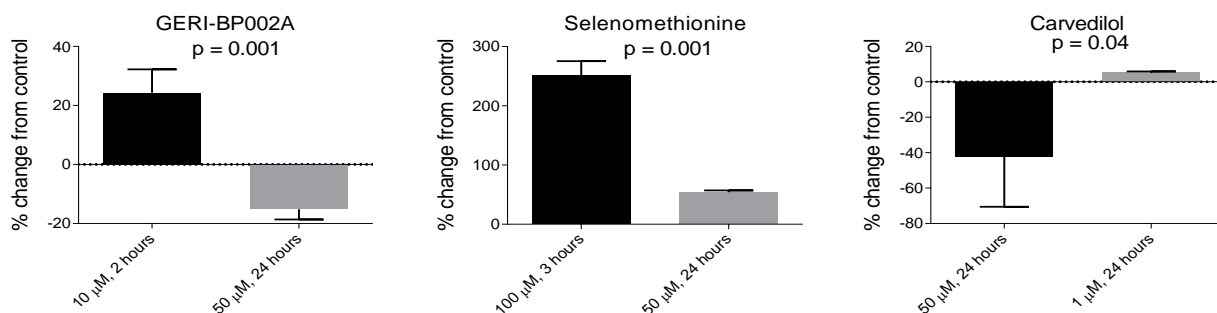 GERI-BP002A
p = 0.001
% change from control
40
20
0
-20
10 µM, 2 hours
50 µM, 24 hours
Selenomethionine
p = 0.001
% change from control
300
200
100
0
100 µM, 3 hours
50 µM, 24 hours
Carvedilol
p = 0.04
% change from control
20
0
-20
-40
-60
-80
50 µM, 24 hours
1 µM, 24 hours